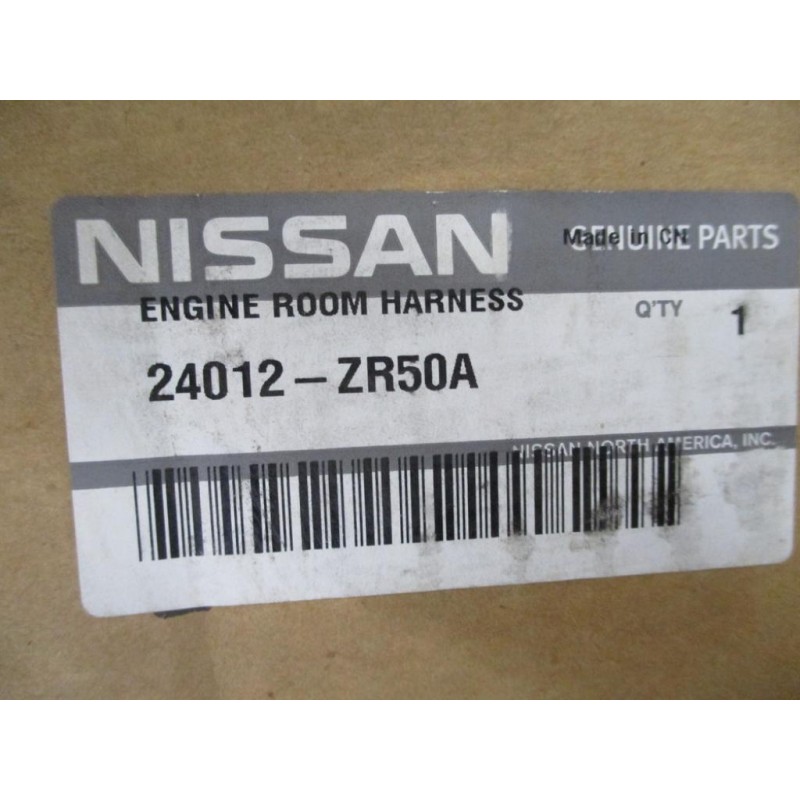 NISSAN
GENUINE PARTS
Made in CN
ENGINE ROOM HARNESS
Q'TY 1
24012-ZR50A
NISSAN NORTH AMERICA, INC.